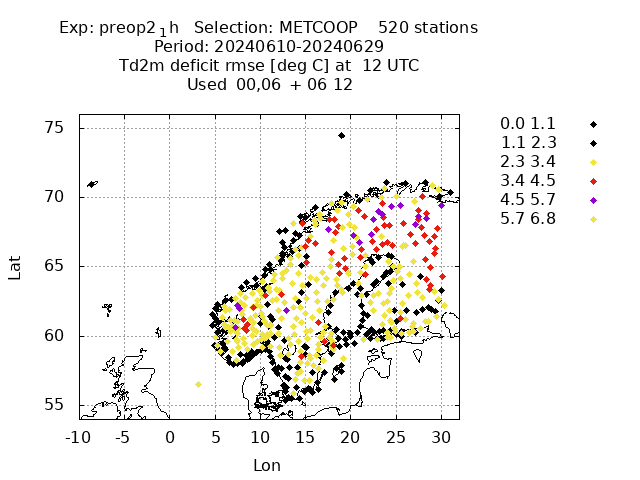 Exp: preop2 1h   Selection: METCOOP    520 stations
Period: 20240610-20240629
Td2m deficit rmse [deg C] at  12 UTC
Used  00,06  + 06 12
75
70
65
60
55
Lat
-10 -5 0 5 10 15 20 25 30
Lon
0.0 1.1
1.1 2.3
2.3 3.4
3.4 4.5
4.5 5.7
5.7 6.8